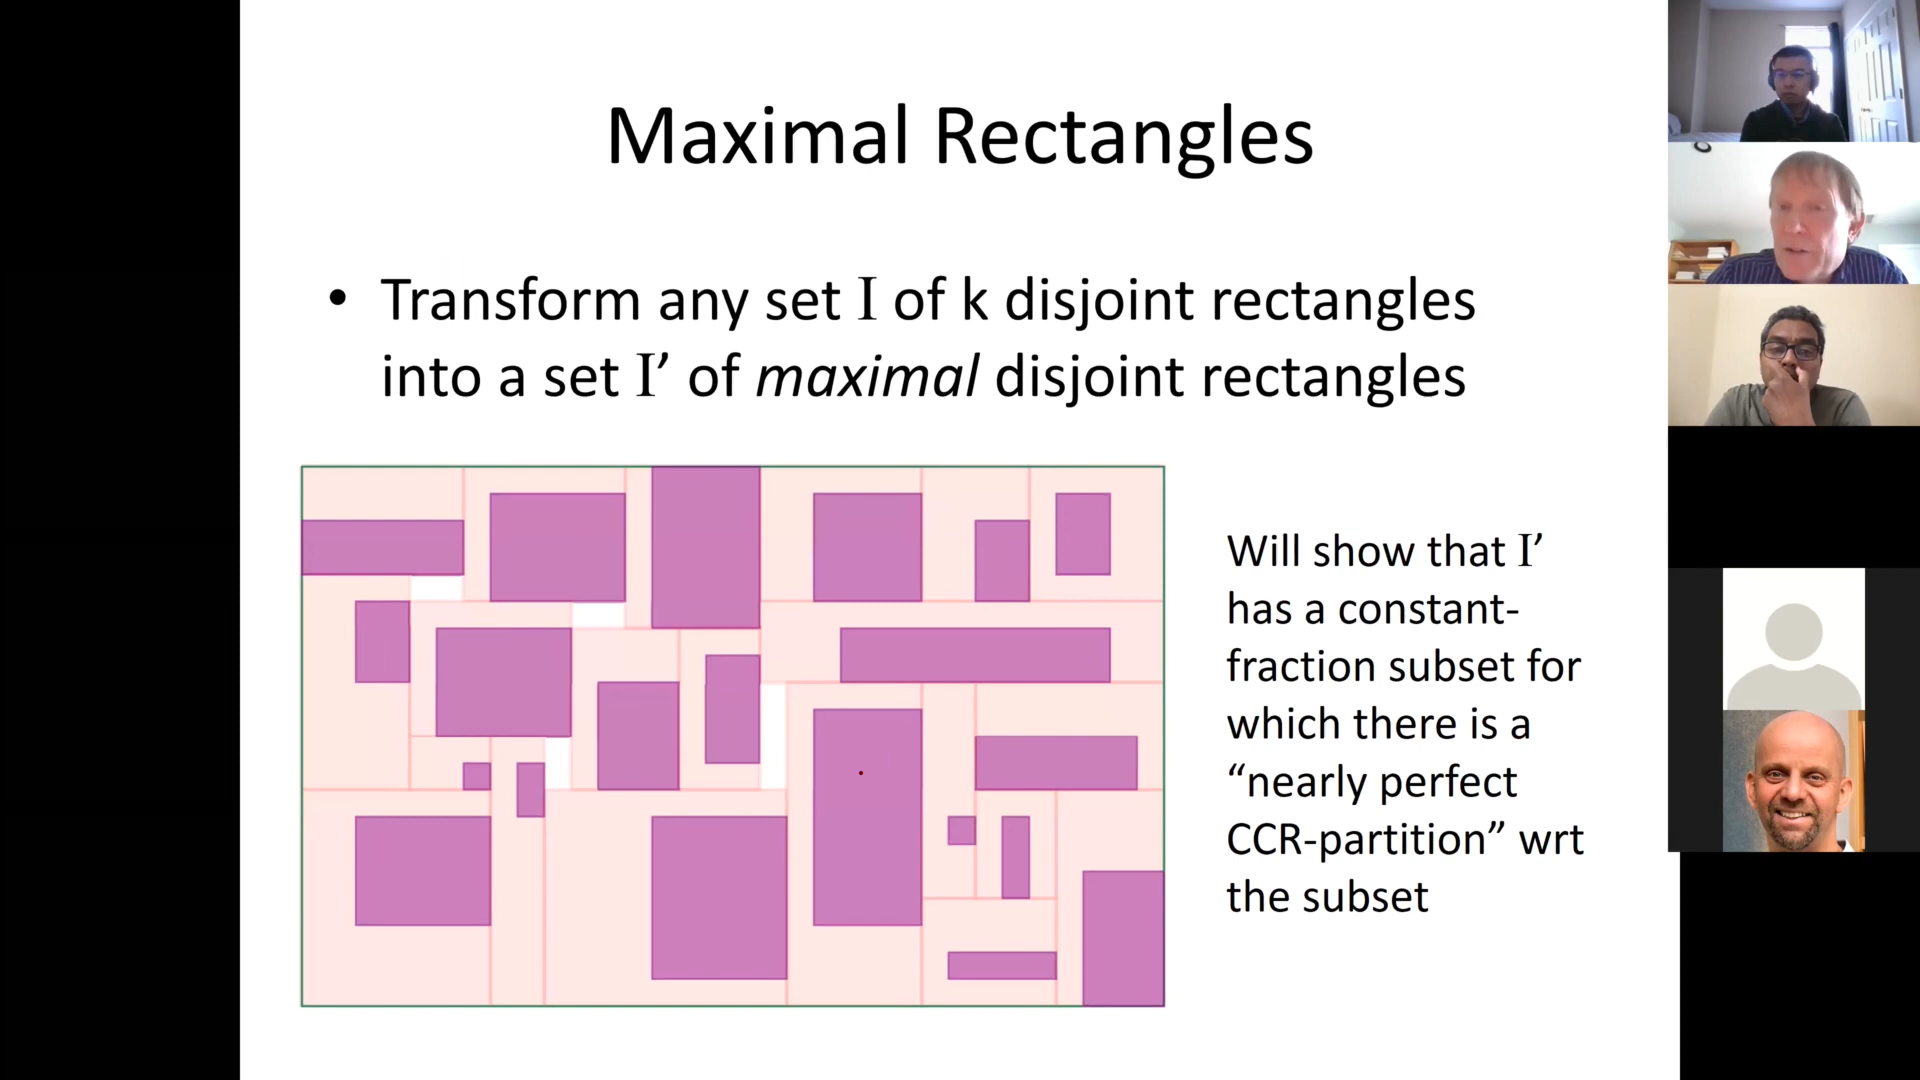 Maximal Rectangles
• Transform any set I of k disjoint rectangles
into a set I’ of maximal disjoint rectangles
Will show that I’
has a constant-
fraction subset for
which there is a
“nearly perfect
CCR-partition” wrt
the subset